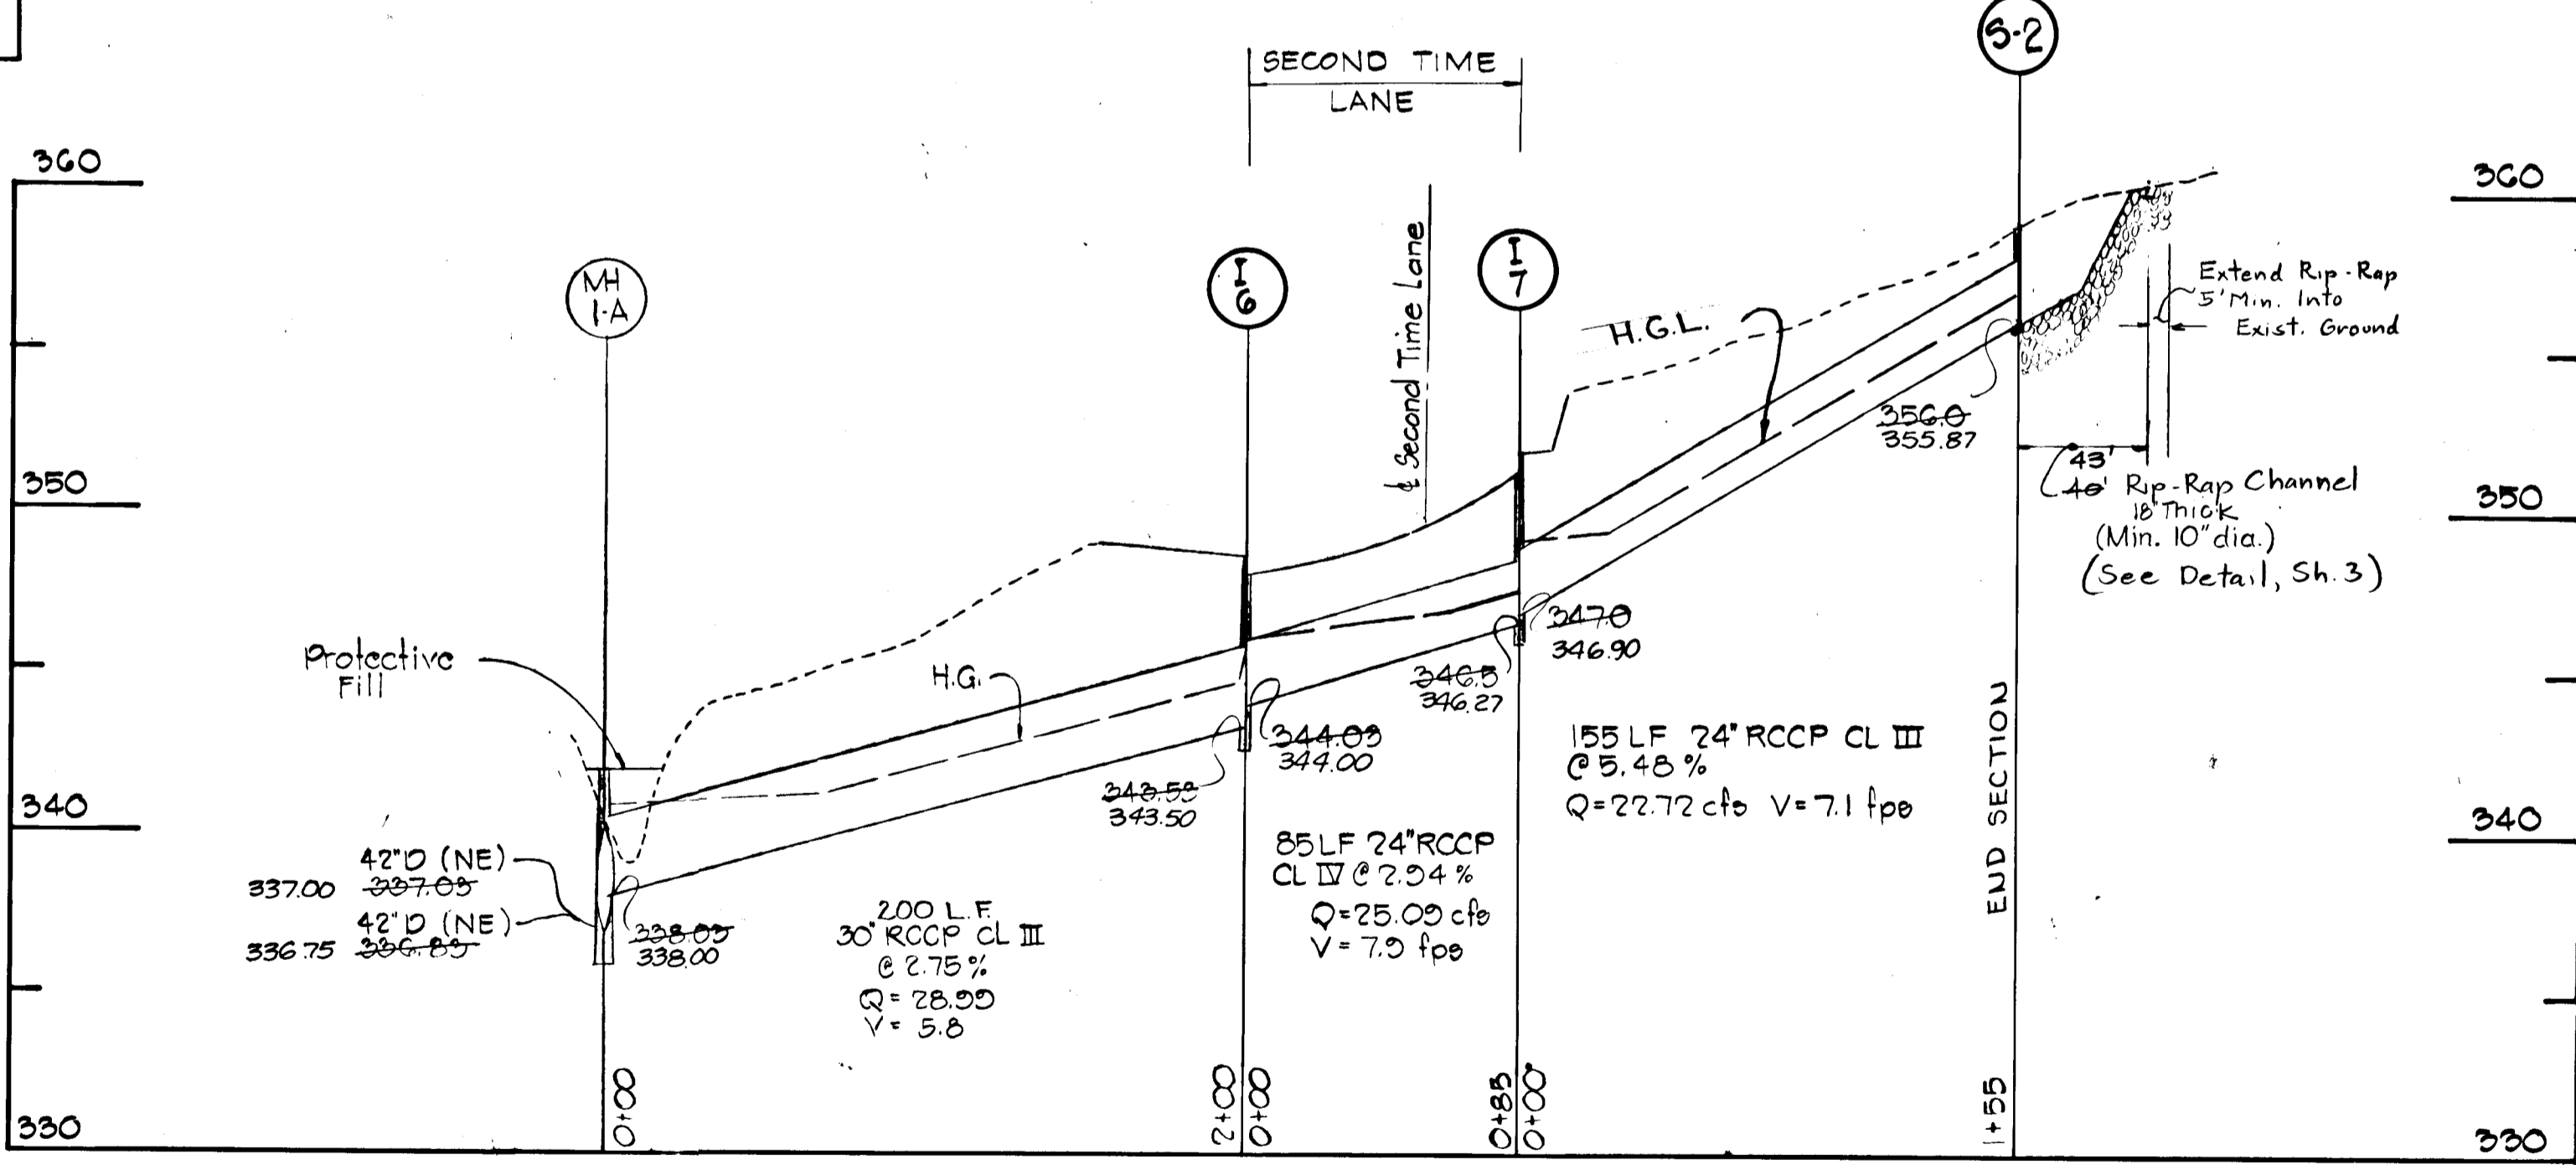 S-2
SECOND TIME
LANE
360
360
MH
1-A
I
6
I
7
¢ Second Time Lane
H.G.L.
Extend Rip-Rap
5' Min. Into
Exist. Ground
356.0
355.87
43'
40' Rip-Rap Channel
18" Thick
(Min. 10" dia.)
(See Detail, Sh. 3)
350
350
Protective
Fill
H.G.
347.0
346.90
346.5
346.27
344.03
344.00
343.53
343.50
155 LF 24" RCCP CL III
@ 5.48 %
Q=22.72 cfs V=7.1 fps
END SECTION
340
340
42"D (NE)
337.00 337.03
42"D (NE)
336.75 336.83
338.03
338.00
200 L.F.
30" RCCP CL III
@ 2.75 %
Q = 28.99
V = 5.8
85 LF 24" RCCP
CL IV @ 2.94 %
Q=25.09 cfs
V = 7.9 fps
0+00
2+00
0+00
0+85
0+00
1+55
330
330